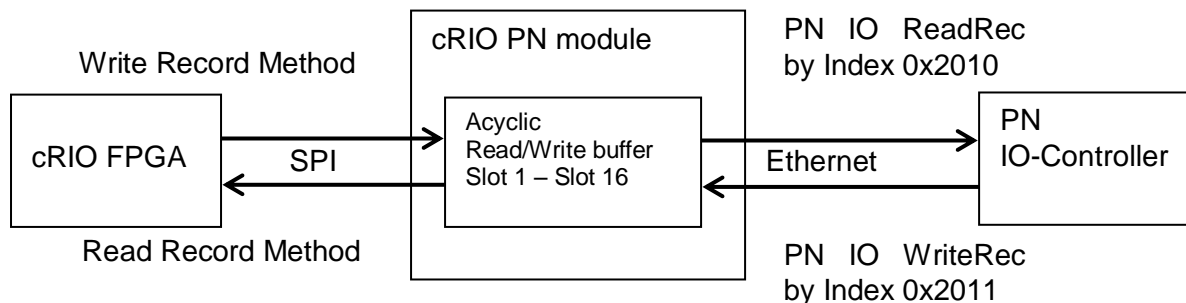 cRIO PN module
PN IO ReadRec
by Index 0x2010
Write Record Method
cRIO FPGA
SPI
Acyclic
Read/Write buffer
Slot 1 – Slot 16
Ethernet
PN
IO-Controller
Read Record Method
PN IO WriteRec
by Index 0x2011